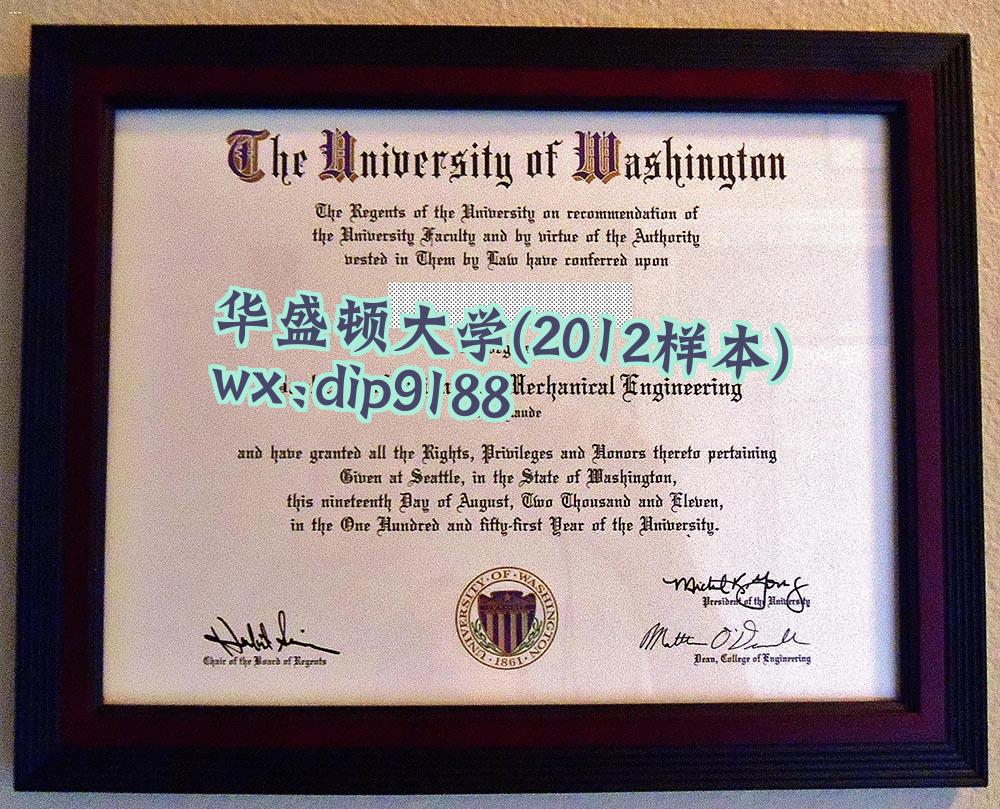 The University of Washington
The Regents of the University on recommendation of
the University Faculty and by virtue of the Authority
vested in Them by Law have conferred upon
华盛顿大学(2012样本)
wx:dip9188
Mechanical Engineering
and have granted all the Rights, Privileges and Honors thereto pertaining
Given at Seattle, in the State of Washington,
this nineteenth Day of August, Two Thousand and Eleven,
in the One Hundred and fifty-first Year of the University.
UNIVERSITY · OF · WASHINGTON
· 1861 ·
President of the University
Chair of the Board of Regents
Dean, College of Engineering